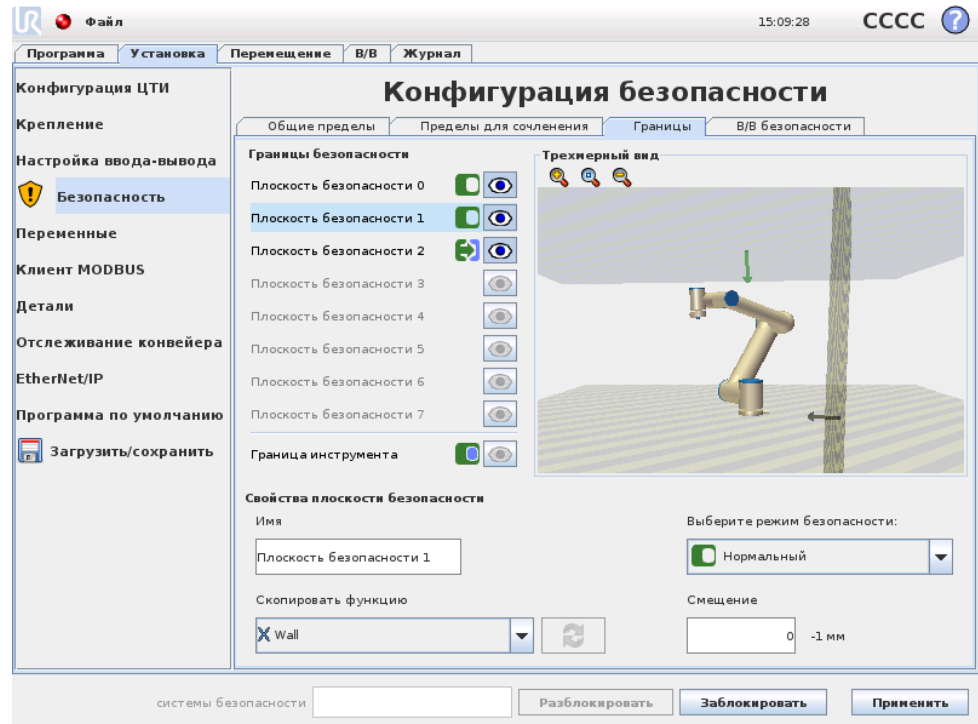 UR Файл 15:09:28 CCCC ?
Программа Установка Перемещение В/В Журнал
Конфигурация ЦТИ
Крепление
Настройка ввода-вывода
Безопасность
Переменные
Клиент MODBUS
Детали
Отслеживание конвейера
EtherNet/IP
Программа по умолчанию
Загрузить/сохранить
Конфигурация безопасности
Общие пределы Пределы для сочленения Границы В/В безопасности
Границы безопасности
Плоскость безопасности 0
Плоскость безопасности 1
Плоскость безопасности 2
Плоскость безопасности 3
Плоскость безопасности 4
Плоскость безопасности 5
Плоскость безопасности 6
Плоскость безопасности 7
Граница инструмента
Трехмерный вид
Свойства плоскости безопасности
Имя
Плоскость безопасности 1
Выберите режим безопасности:
Нормальный
Скопировать функцию
Wall
Смещение
0 -1 мм
системы безопасности Разблокировать Заблокировать Применить